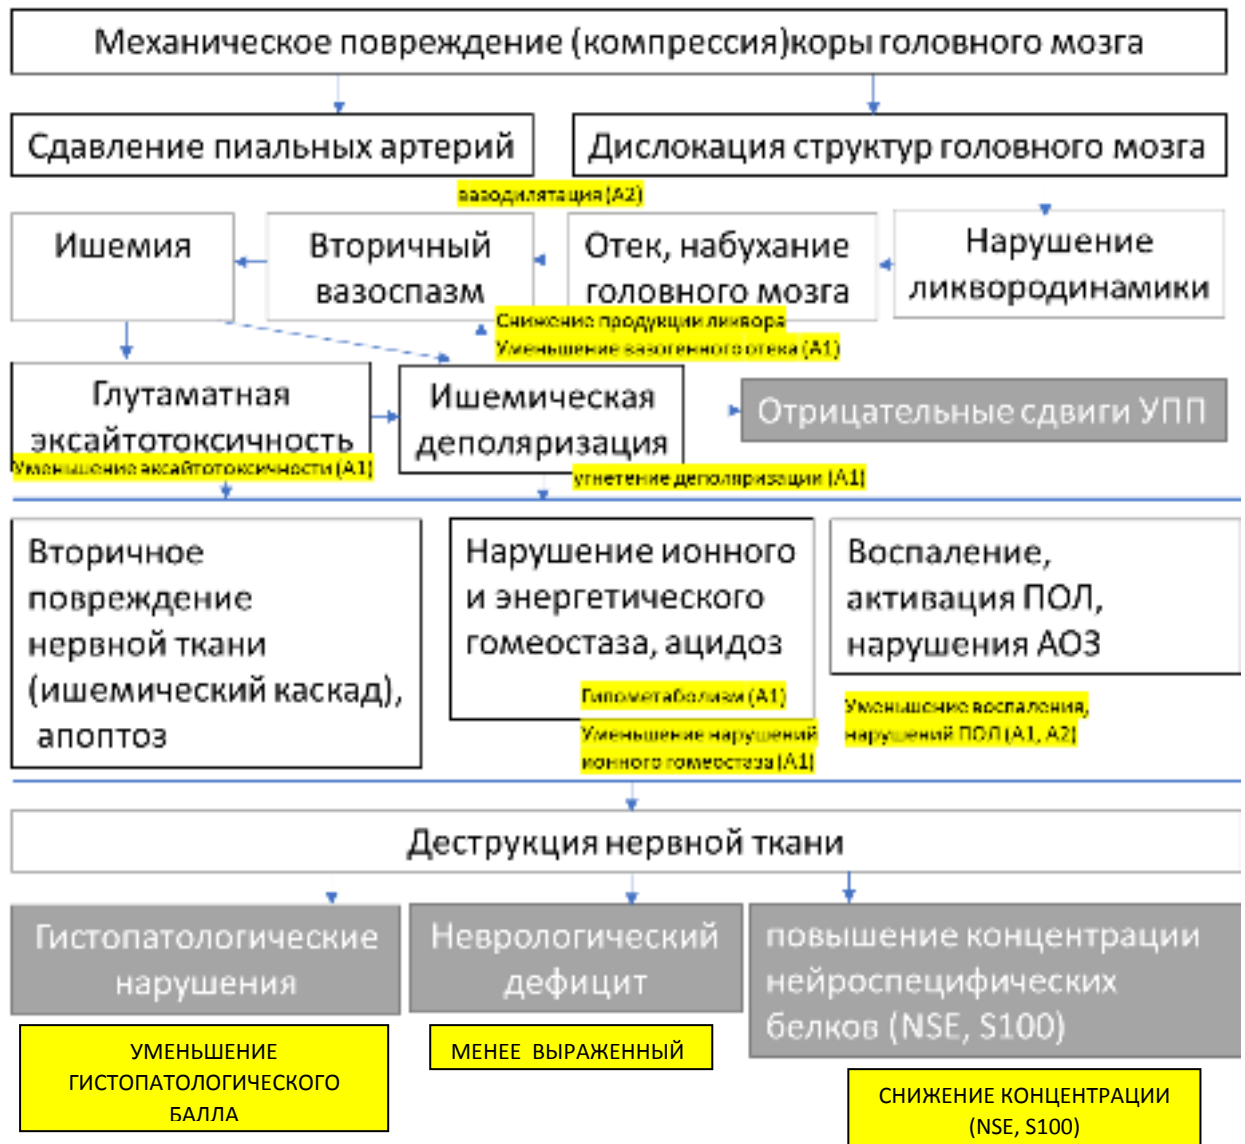 Механическое повреждение (компрессия)коры головного мозга
Сдавление пиальных артерий
Дислокация структур головного мозга
вазодилятация (А2)
Ишемия
Вторичный
вазоспазм
Отек, набухание
головного мозга
Нарушение
ликвородинамики
Снижение продукции ликвора
Уменьшение вазогенного отека (А1)
Глутаматная
эксайтотоксичность
Уменьшение эксайтотоксичности (А1)
Ишемическая
деполяризация
угнетение деполяризации (А1)
Отрицательные сдвиги УПП
Вторичное
повреждение
нервной ткани
(ишемический каскад),
апоптоз
Нарушение ионного
и энергетического
гомеостаза, ацидоз
Гипометаболизм (А1)
Уменьшение нарушений
ионного гомеостаза (А1)
Воспаление,
активация ПОЛ,
нарушения АОЗ
Уменьшение воспаления,
нарушений ПОЛ (А1, А2)
Деструкция нервной ткани
Гистопатологические
нарушения
Неврологический
дефицит
повышение концентрации
нейроспецифических
белков (NSE, S100)
УМЕНЬШЕНИЕ
ГИСТОПАТОЛОГИЧЕСКОГО
БАЛЛА
МЕНЕЕ ВЫРАЖЕННЫЙ
СНИЖЕНИЕ КОНЦЕНТРАЦИИ
(NSE, S100)